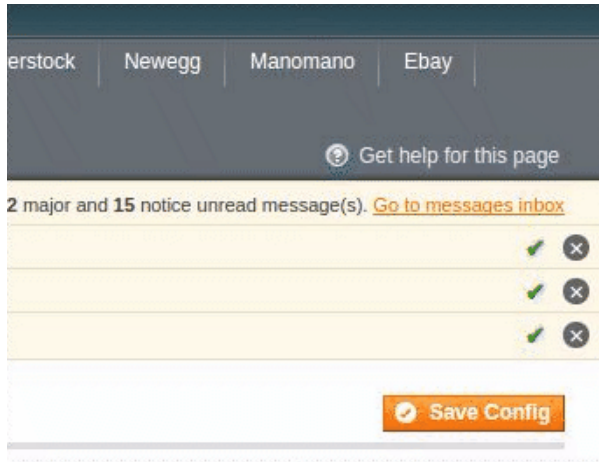 erstock Newegg Manomano Ebay
Get help for this page
2 major and 15 notice unread message(s). Go to messages inbox
Save Config